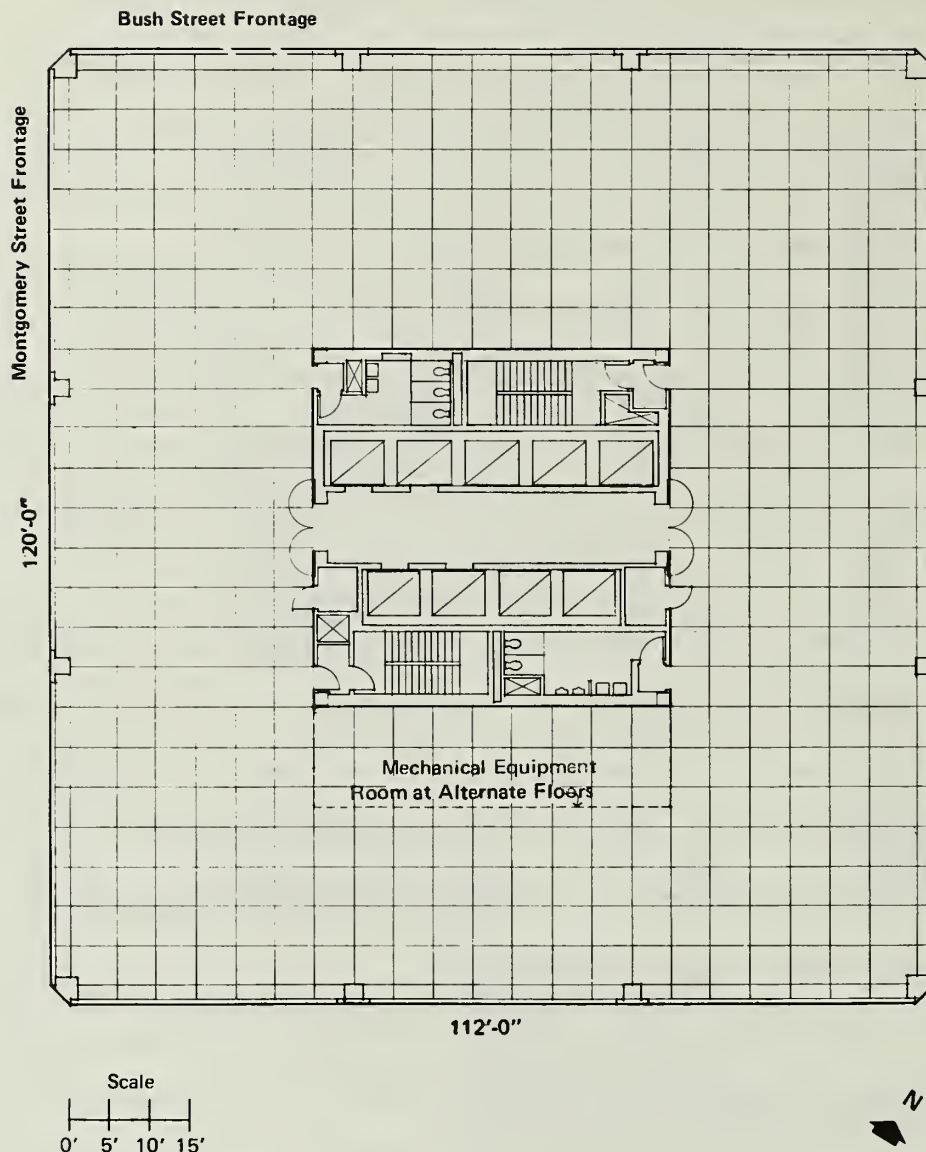 Bush Street Frontage
Montgomery Street Frontage
120'-0"
Mechanical Equipment
Room at Alternate Floors
112'-0"
Scale
0' 5' 10' 15'
N